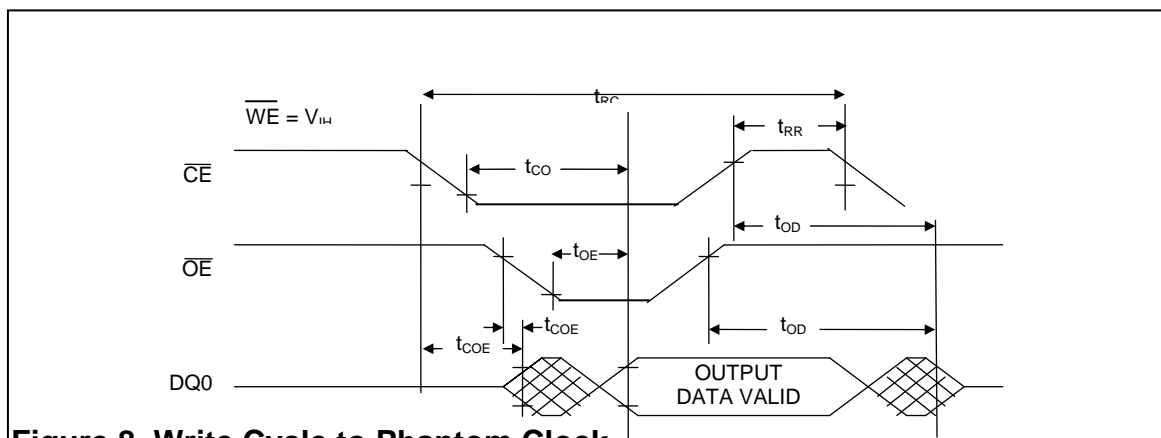 tRC
WE = VIH
tRR
CE
tCO
tOD
OE
tOE
tCOE
tOD
tCOE
DQ0
OUTPUT
DATA VALID
Figure 8. Write Cycle to Phantom Clock